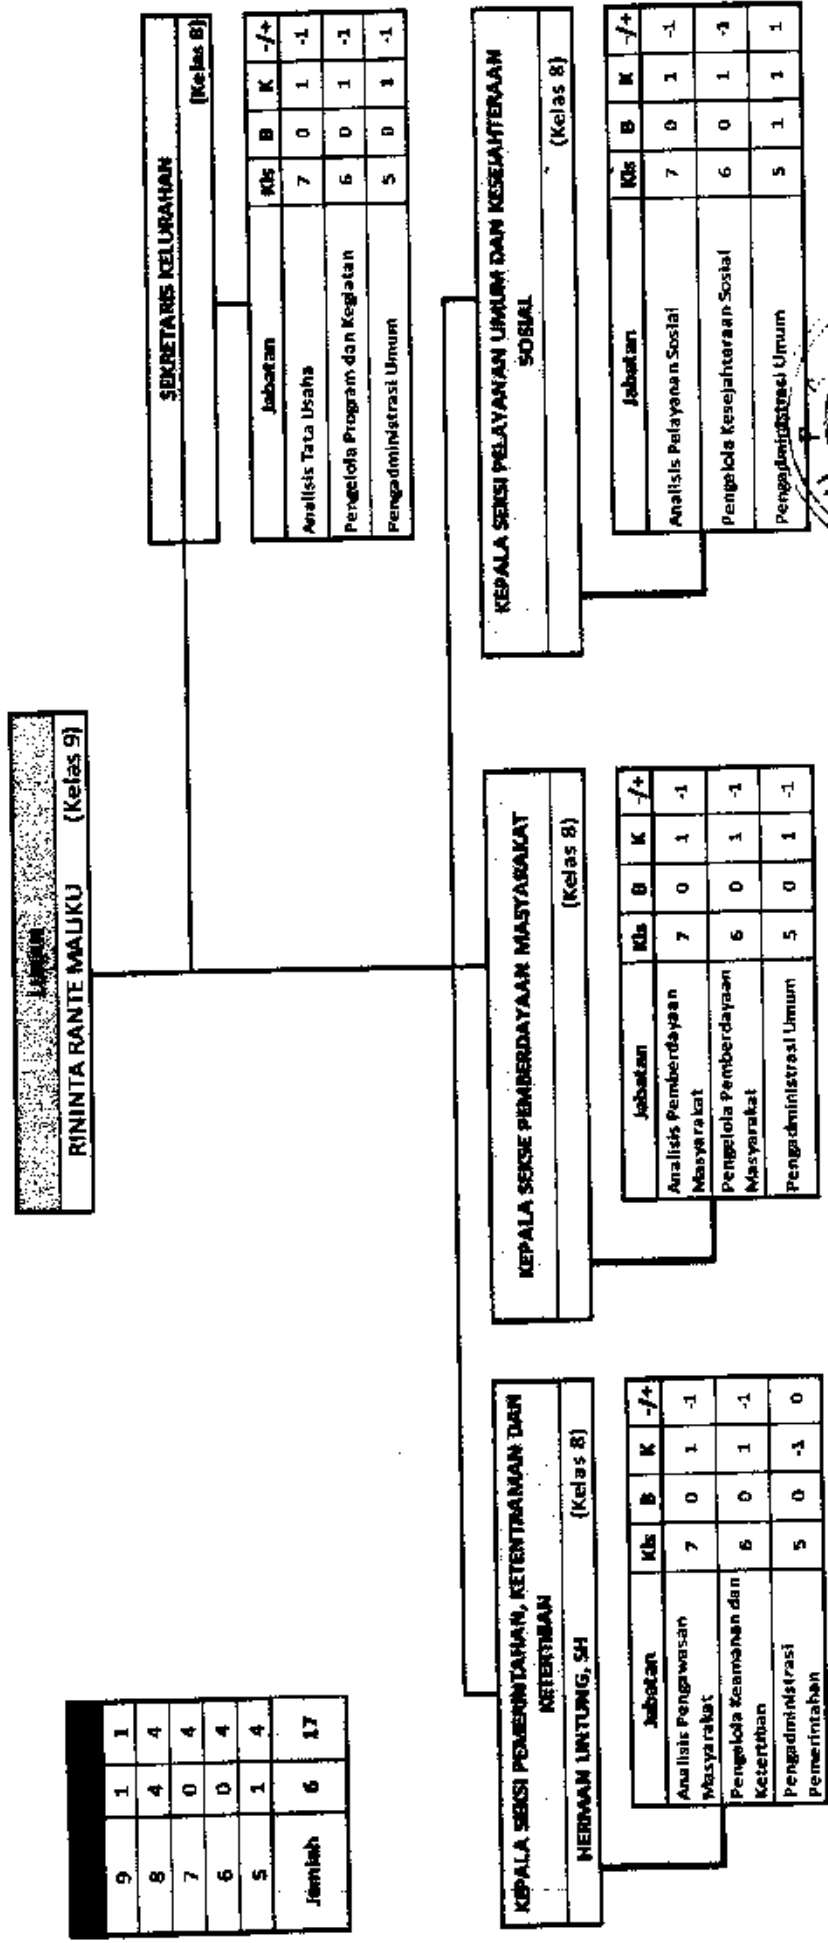 LURAH
RININTA RANTE MALIKU (Kelas 9)
9 1 1
8 4 4
7 0 4
6 0 4
5 1 4
Jumlah 6 17
SEKRETARIS KELURAHAN
(Kelas 8)
Jabatan Kls B K -/+
Analisis Tata Usaha 7 0 1 -1
Pengelola Program dan Kegiatan 6 0 1 -1
Pengadministrasi Umum 5 0 1 -1
KEPALA SEKSI PEMERINTAHAN, KETENTRAMAN DAN
KETERTIBAN
HERMAN UNTUNG, SH (Kelas 8)
Jabatan Kls B K -/+
Analisis Pengawasan
Masyarakat 7 0 1 -1
Pengelola Keamanan dan
Ketertiban 6 0 1 -1
Pengadministrasi
Pemerintahan 5 0 -1 0
KEPALA SEKSE PEMBERDAYAAN MASYARAKAT
(Kelas 8)
Jabatan Kls B K -/+
Analisis Pemberdayaan
Masyarakat 7 0 1 -1
Pengelola Pemberdayaan
Masyarakat 6 0 1 -1
Pengadministrasi Umum 5 0 1 -1
KEPALA SEKSI PELAYANAN UMUM DAN KESEJAHTERAAN
SOSIAL
(Kelas 8)
Jabatan Kls B K -/+
Analisis Pelayanan Sosial 7 0 1 -1
Pengelola Kesejahteraan Sosial 6 0 1 -1
Pengadministrasi Umum 5 1 1 1